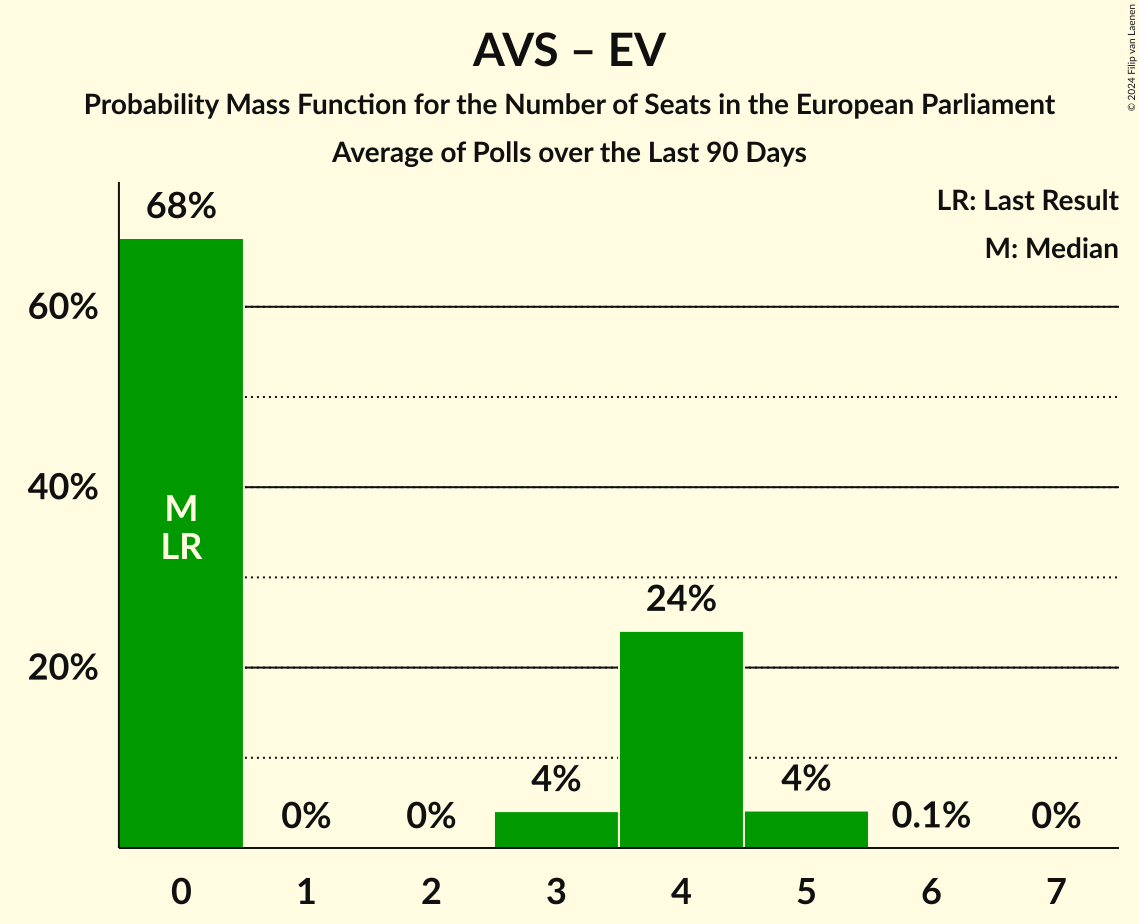 AVS – EV
Probability Mass Function for the Number of Seats in the European Parliament
Average of Polls over the Last 90 Days
© 2024 Filip van Laenen
LR: Last Result
M: Median
68%
60%
40%
20%
M
LR
0%
0%
4%
24%
4%
0.1%
0%
0 1 2 3 4 5 6 7